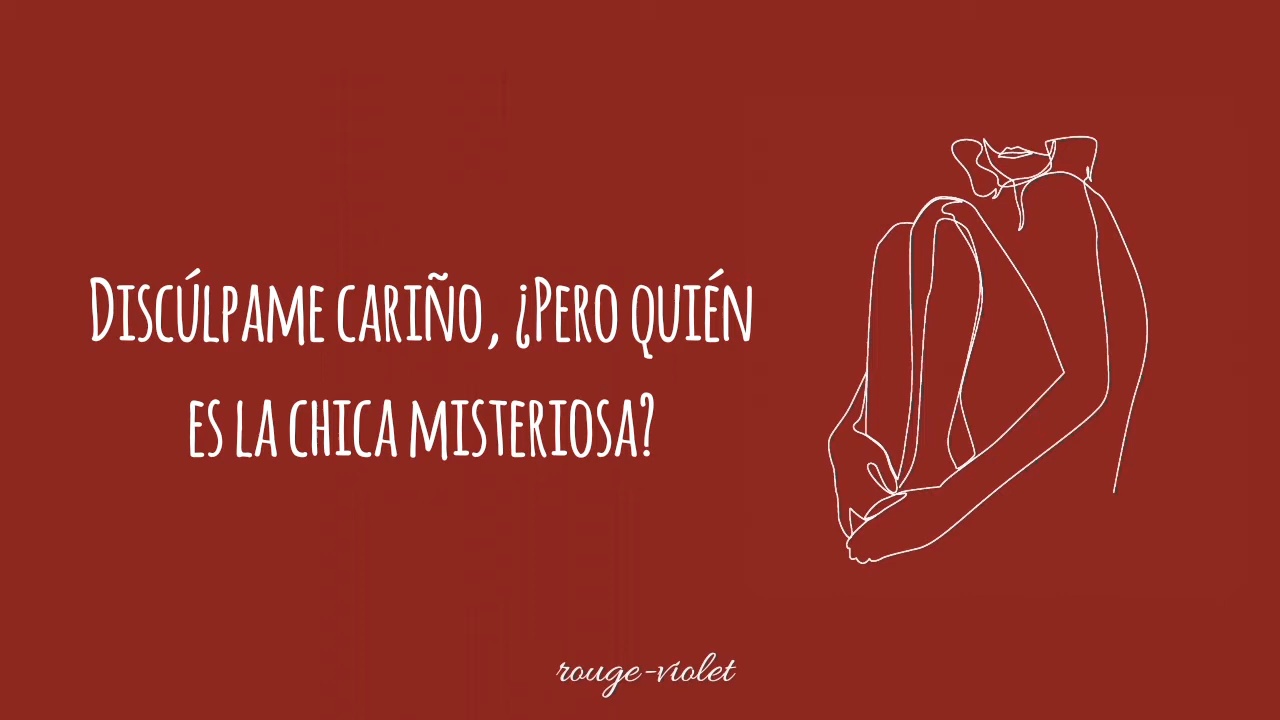 Discúlpame cariño, ¿Pero quién
es la chica misteriosa?
rouge-violet